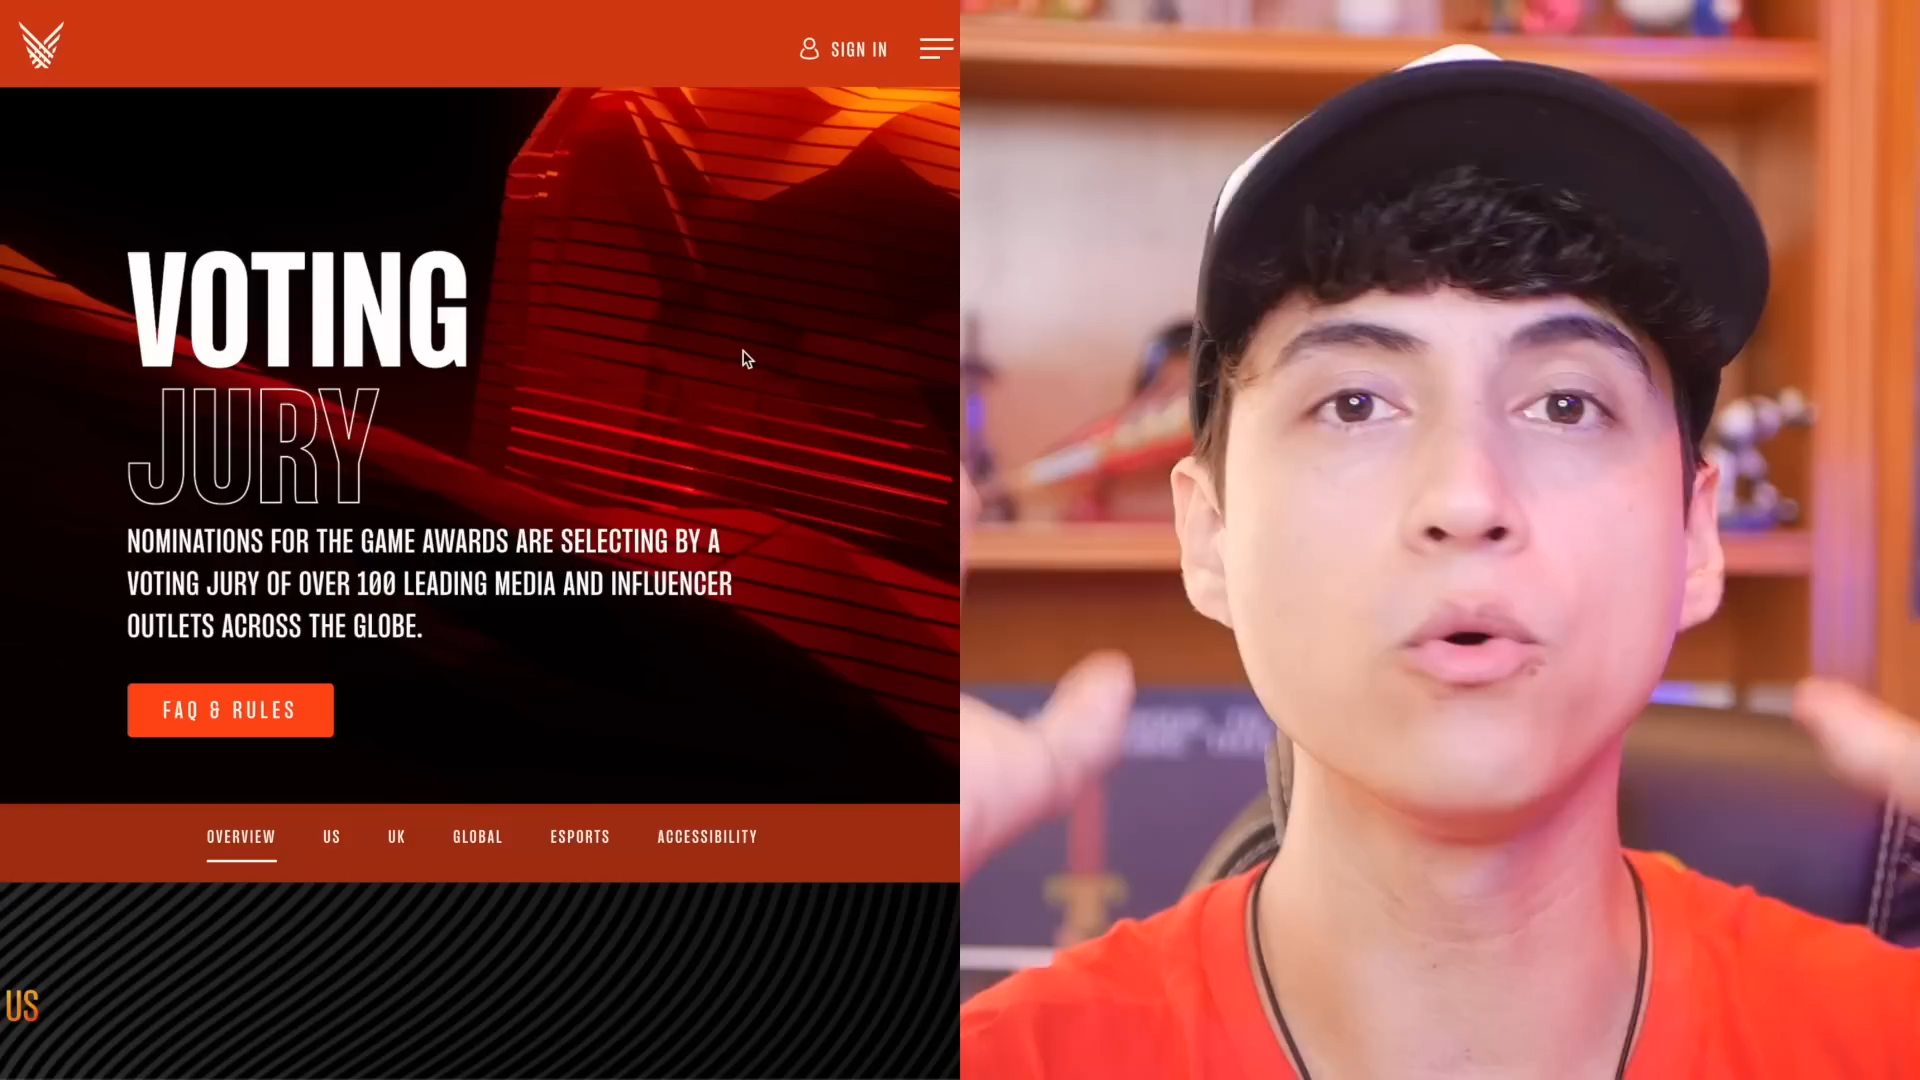 SIGN IN
VOTING
JURY
NOMINATIONS FOR THE GAME AWARDS ARE SELECTING BY A
VOTING JURY OF OVER 100 LEADING MEDIA AND INFLUENCER
OUTLETS ACROSS THE GLOBE.
FAQ & RULES
OVERVIEW US UK GLOBAL ESPORTS ACCESSIBILITY
US